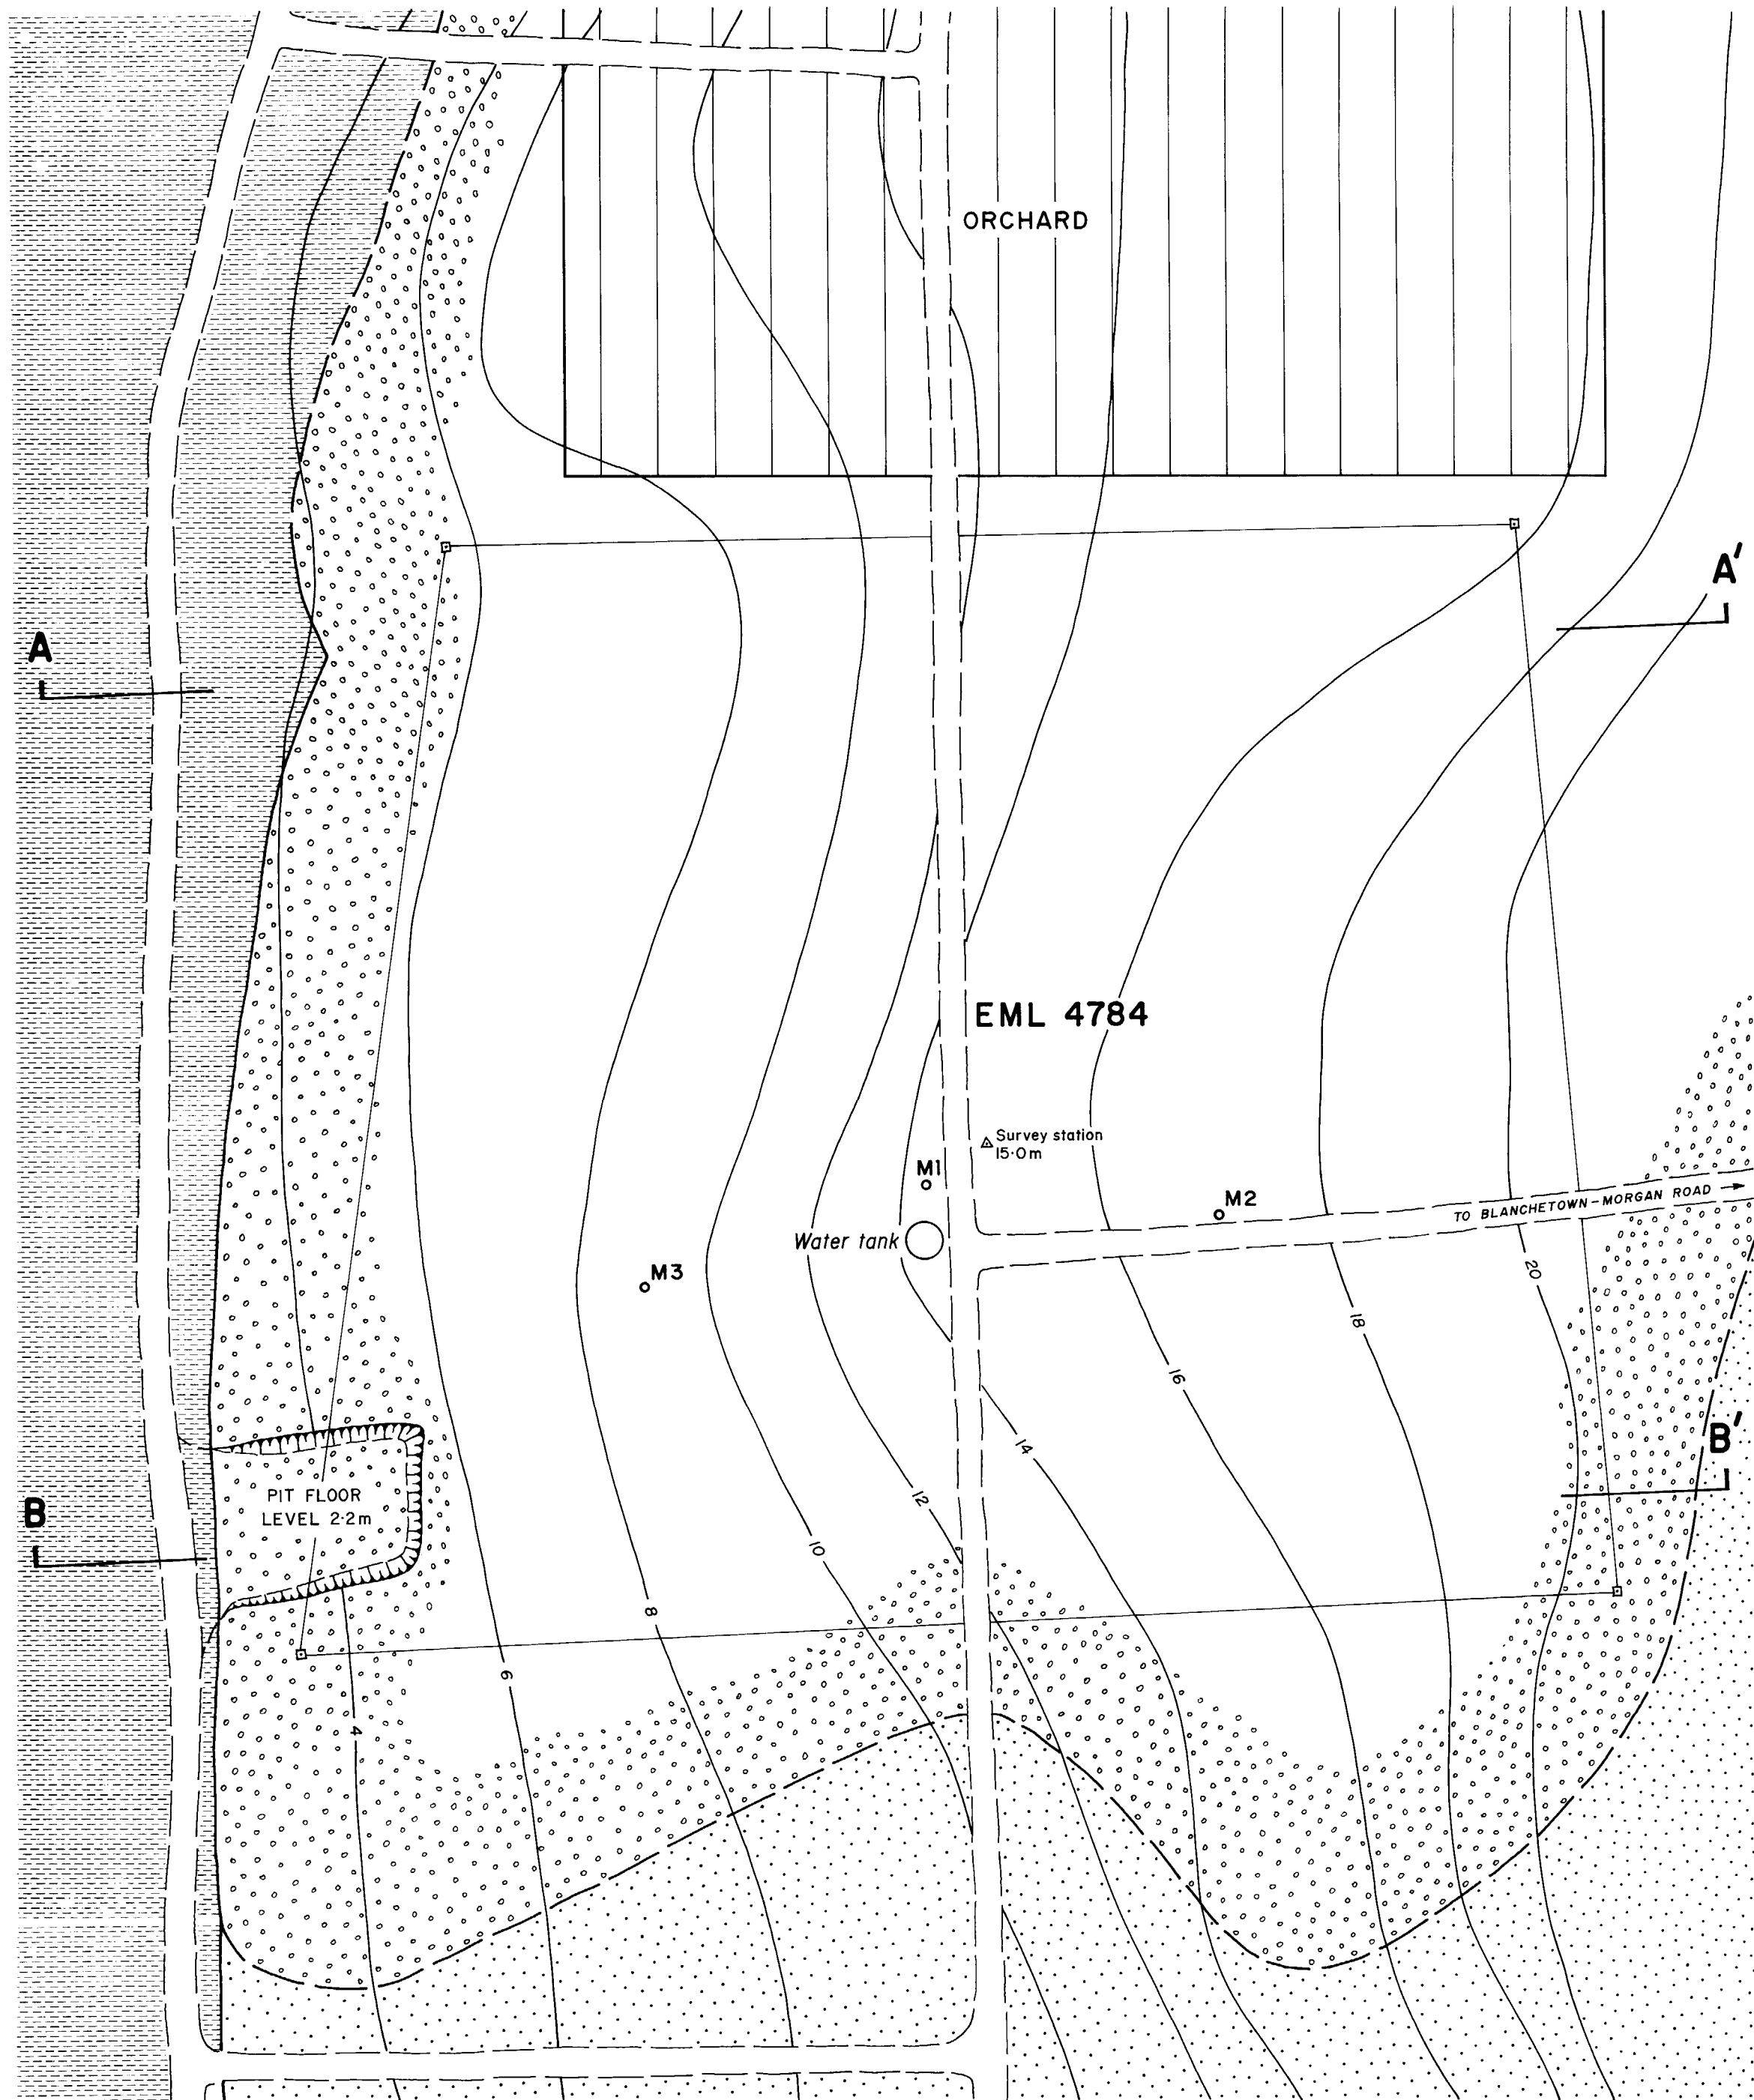 ORCHARD
A'
A
EML 4784
Survey station
15·0m
M1
M2
TO BLANCHETOWN-MORGAN ROAD
Water tank
M3
20
18
16
14
B'
PIT FLOOR
LEVEL 2·2m
B
12
10
8
6
4